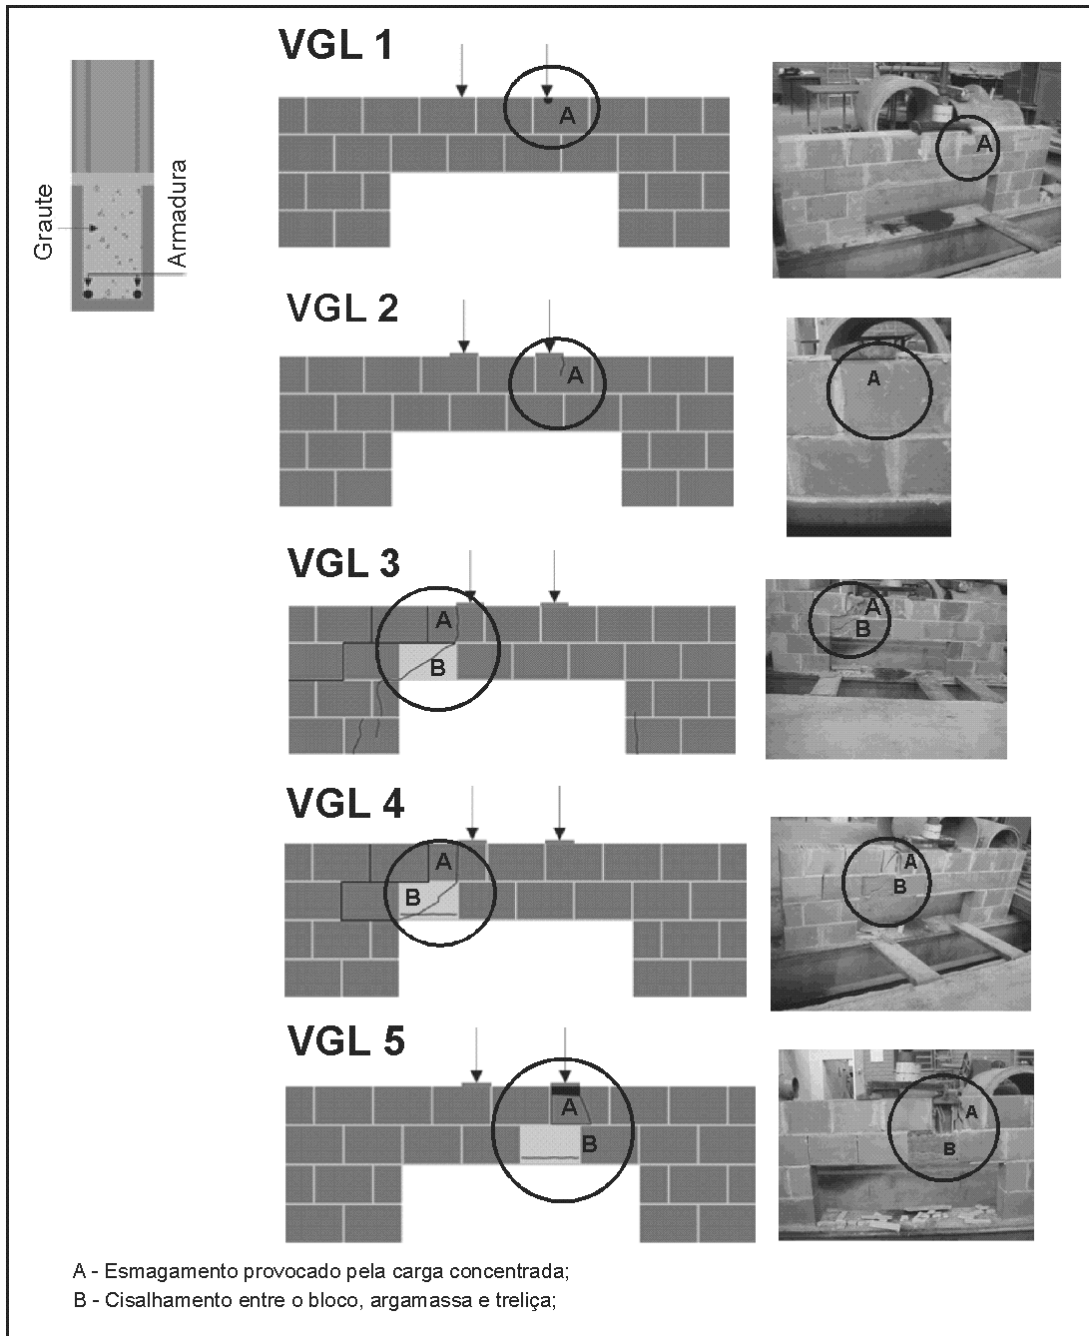 VGL 1
Graute
Armadura
A
A
VGL 2
A
A
VGL 3
A
B
A
B
VGL 4
A
B
A
B
VGL 5
A
B
A
B
A - Esmagamento provocado pela carga concentrada;
B - Cisalhamento entre o bloco, argamassa e treliça;